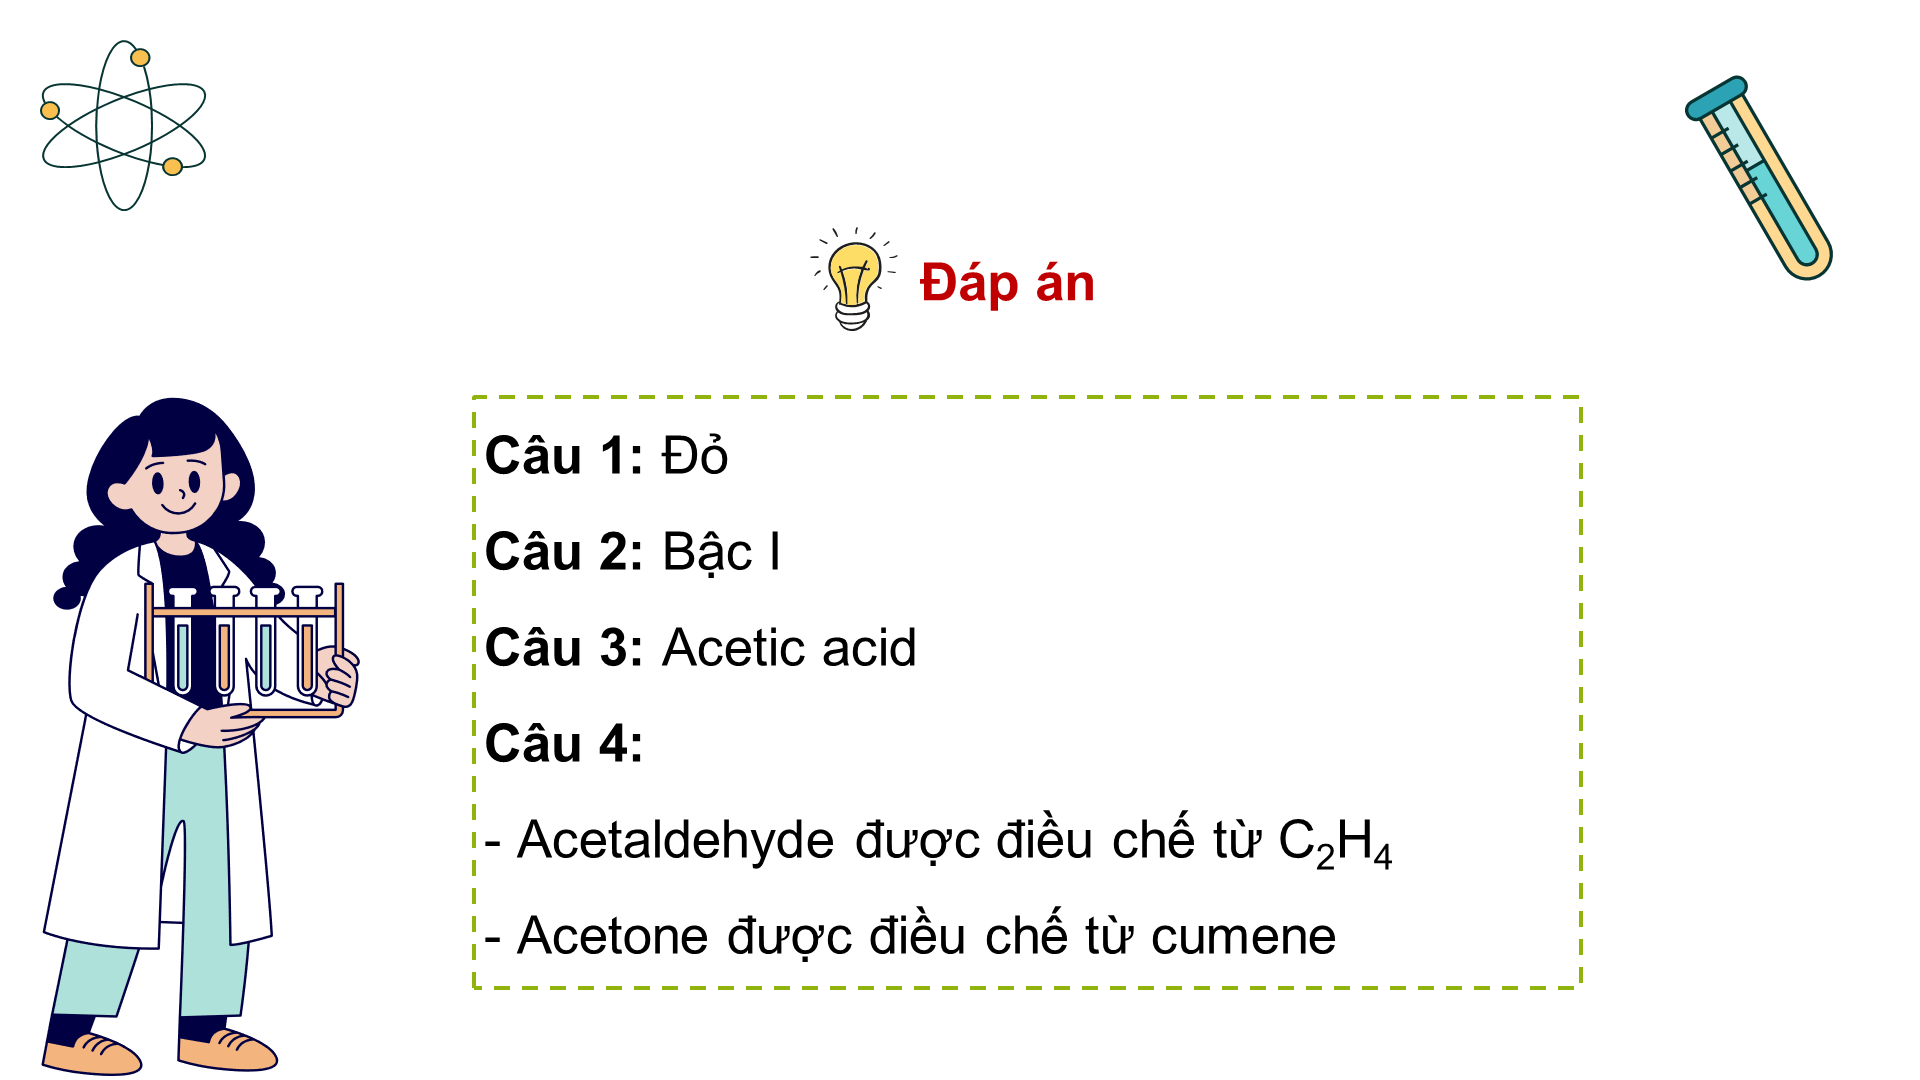 Đáp án
Câu 1: Đỏ
Câu 2: Bậc I
Câu 3: Acetic acid
Câu 4:
- Acetaldehyde được điều chế từ C₂H₄
- Acetone được điều chế từ cumene